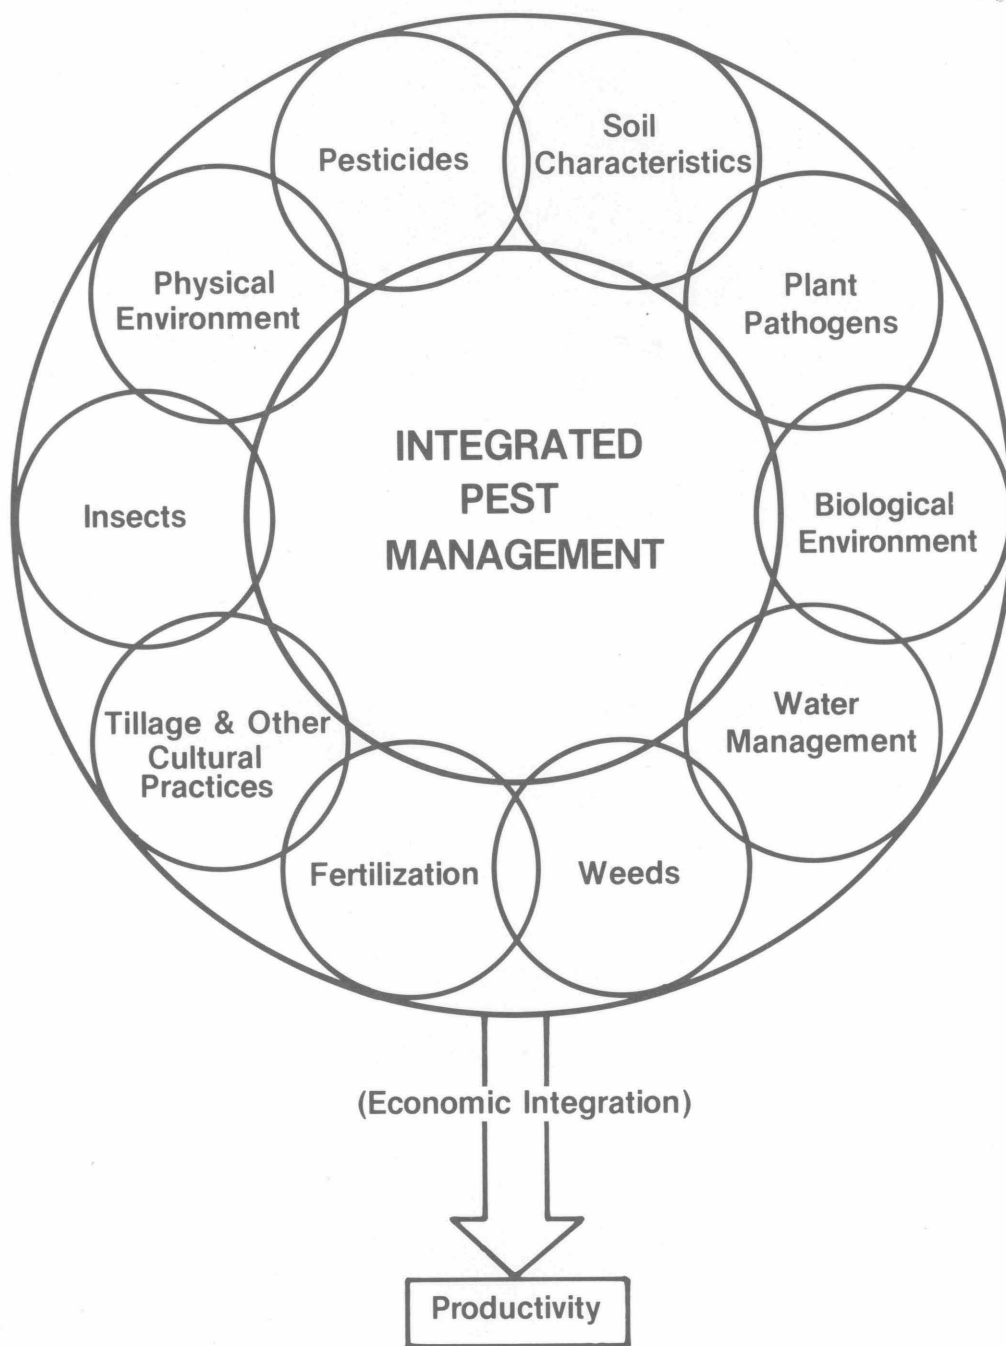 Pesticides
Soil
Characteristics
Physical
Environment
Plant
Pathogens
INTEGRATED
PEST
MANAGEMENT
Insects
Biological
Environment
Tillage & Other
Cultural
Practices
Water
Management
Fertilization
Weeds
(Economic Integration)
Productivity